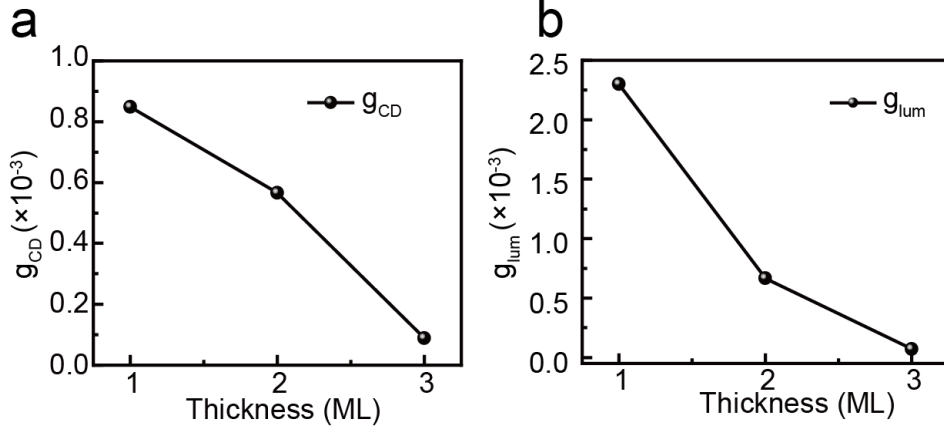 a
1.0
0.8
0.6
0.4
0.2
0.0
g_CD (×10⁻³)
g_CD
1 2 3
Thickness (ML)
b
2.5
2.0
1.5
1.0
0.5
0.0
g_lum (×10⁻³)
g_lum
1 2 3
Thickness (ML)